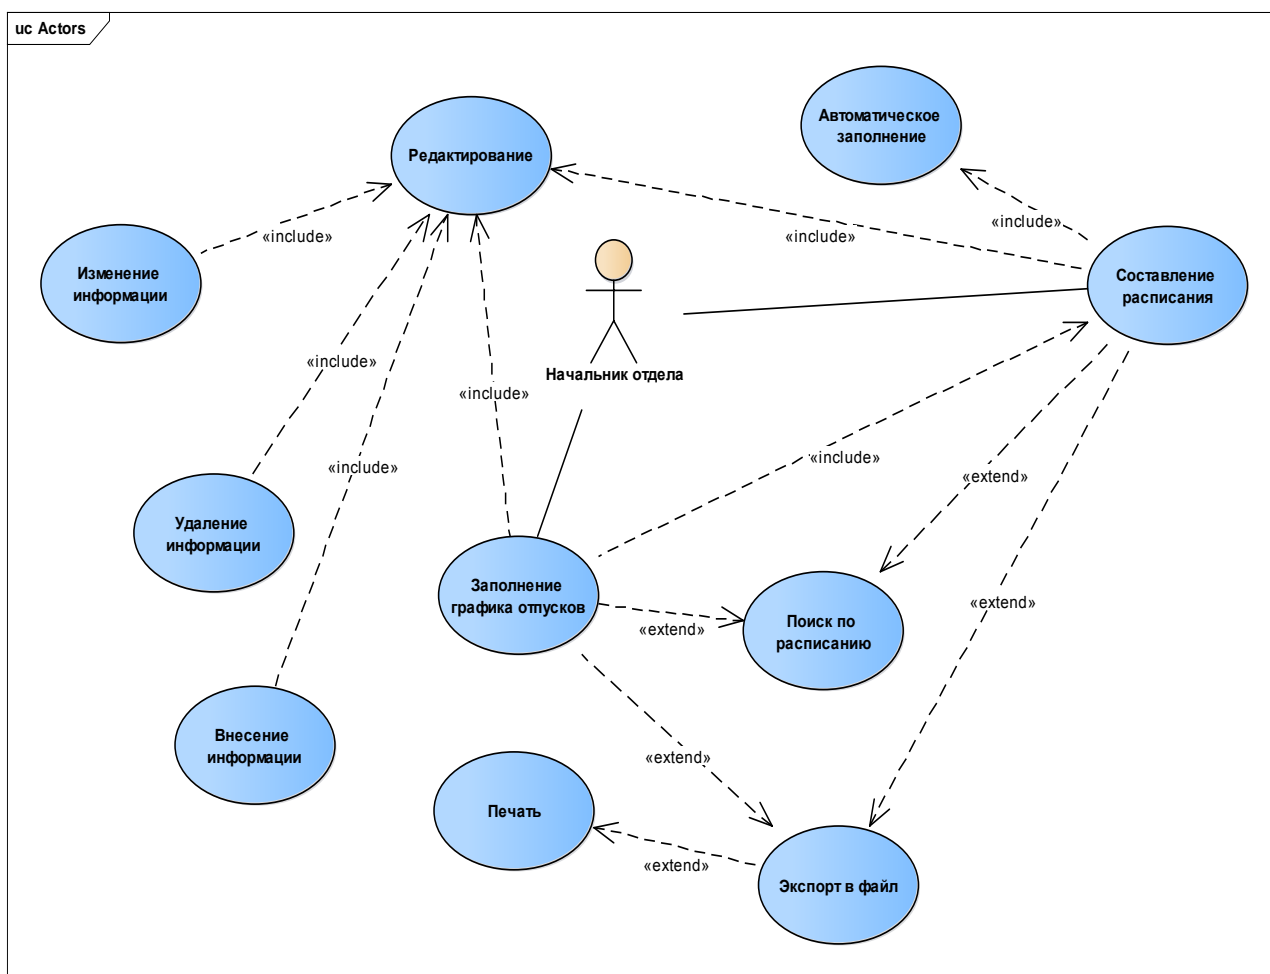 uc Actors
Автоматическое
заполнение
Редактирование
«include»
«include»
«include»
Изменение
информации
Составление
расписания
«include»
Начальник отдела
«include»
«include»
«include»
«extend»
Удаление
информации
Заполнение
графика отпусков
«extend»
«extend»
Поиск по
расписанию
Внесение
информации
«extend»
Печать
«extend»
Экспорт в файл